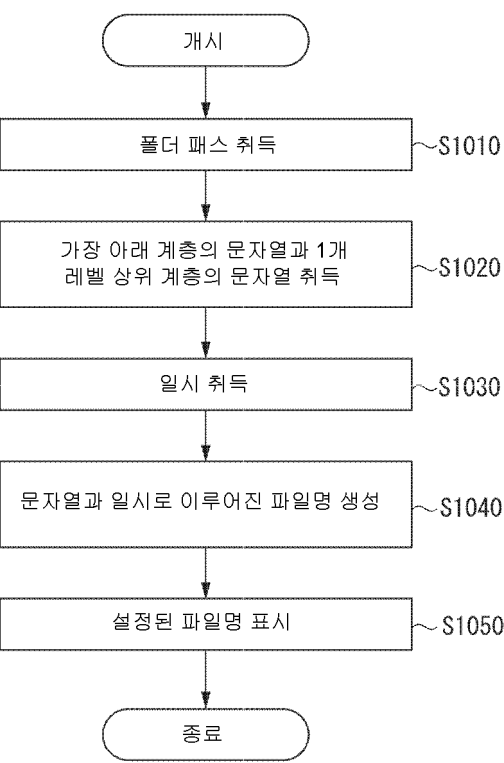 개시
폴더 패스 취득
S1010
가장 아래 계층의 문자열과 1개
레벨 상위 계층의 문자열 취득
S1020
일시 취득
S1030
문자열과 일시로 이루어진 파일명 생성
S1040
설정된 파일명 표시
S1050
종료